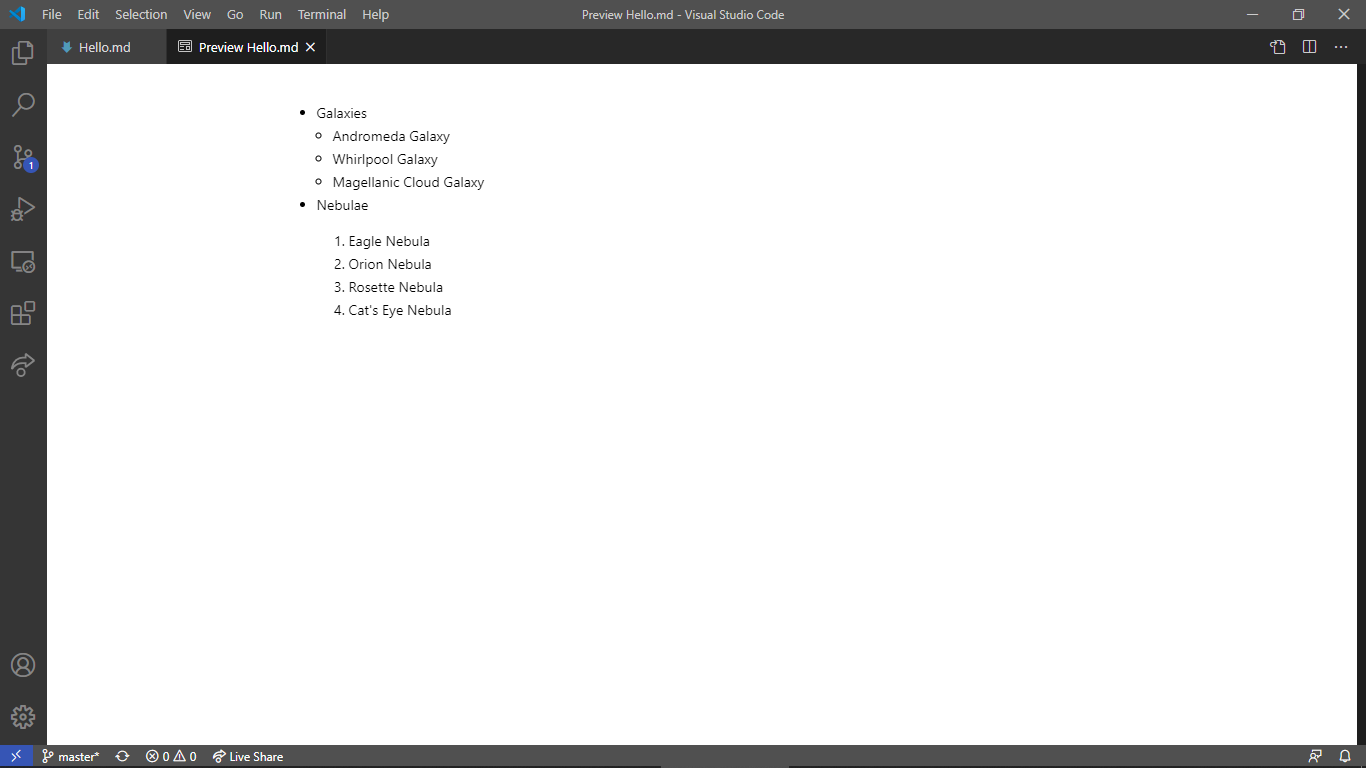 File Edit Selection View Go Run Terminal Help Preview Hello.md - Visual Studio Code
Hello.md Preview Hello.md
• Galaxies
◦ Andromeda Galaxy
◦ Whirlpool Galaxy
◦ Magellanic Cloud Galaxy
• Nebulae
1. Eagle Nebula
2. Orion Nebula
3. Rosette Nebula
4. Cat's Eye Nebula
1
master* 0 0 Live Share